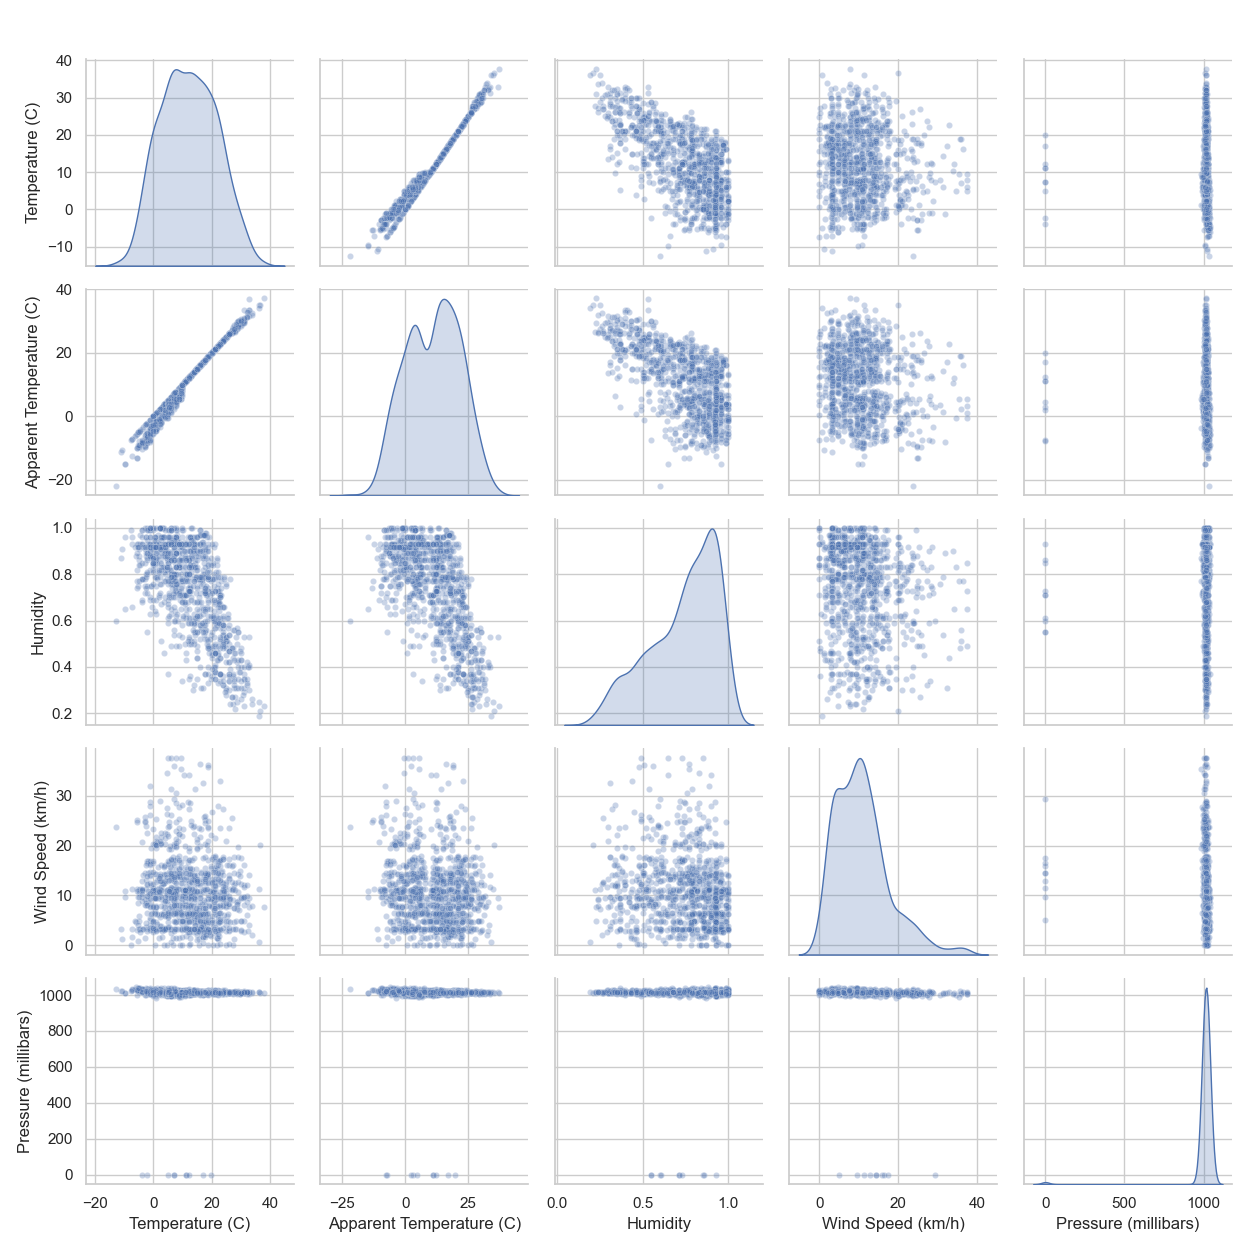 40
30
20
10
0
−10
Temperature (C)
40
20
0
−20
Apparent Temperature (C)
1.0
0.8
0.6
0.4
0.2
Humidity
30
20
10
0
Wind Speed (km/h)
1000
800
600
400
200
0
Pressure (millibars)
−20 0 20 40
−25 0 25
0.0 0.5 1.0
0 20 40
0 500 1000
Temperature (C)
Apparent Temperature (C)
Humidity
Wind Speed (km/h)
Pressure (millibars)